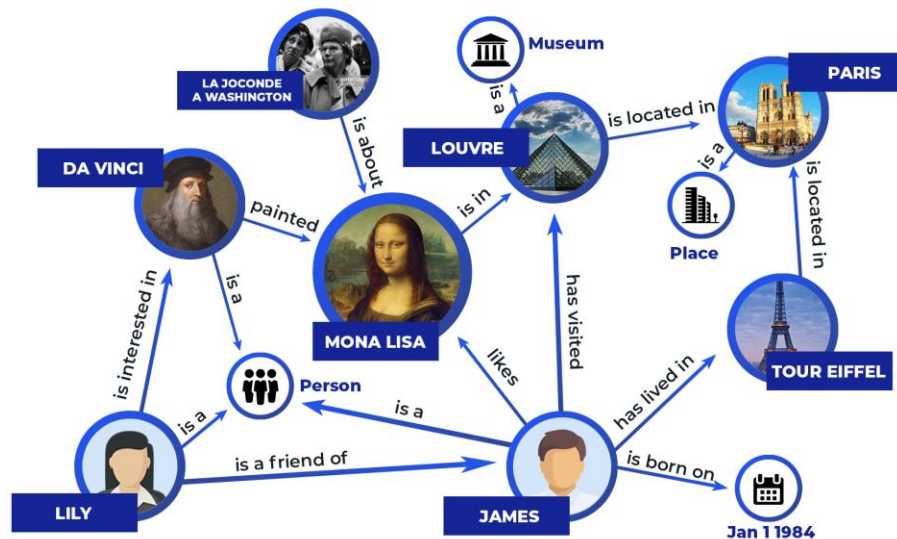 LA JOCONDE
A WASHINGTON
Museum
PARIS
is a
is located in
LOUVRE
is about
DA VINCI
painted
is in
is a
is located in
Place
is a
is interested in
MONA LISA
has visited
likes
has lived in
TOUR EIFFEL
Person
is a
is a
is a friend of
is born on
LILY
JAMES
Jan 1 1984